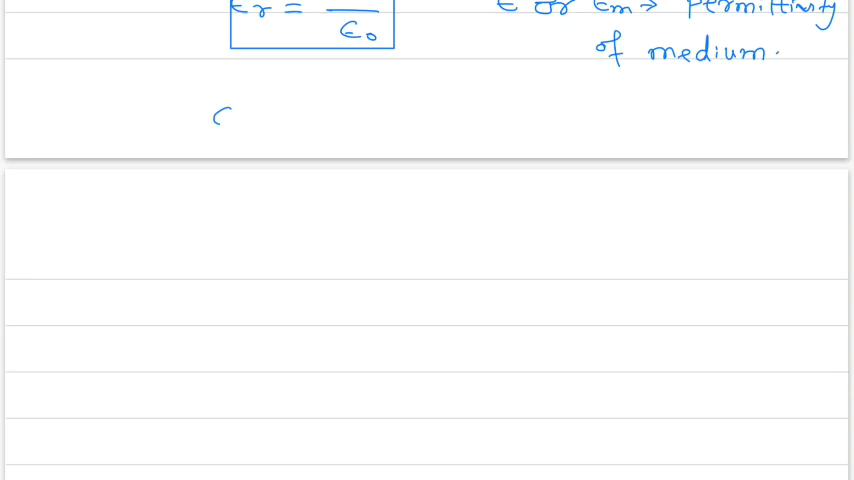 ϵr = ϵ₀ ϵ or ϵm → permittivity
of medium.